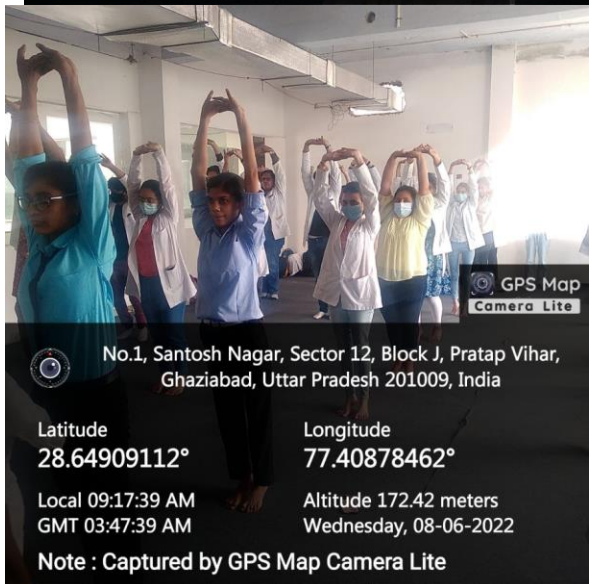 GPS Map
Camera Lite
No.1, Santosh Nagar, Sector 12, Block J, Pratap Vihar,
Ghaziabad, Uttar Pradesh 201009, India
Latitude
28.64909112°
Longitude
77.40878462°
Local 09:17:39 AM
GMT 03:47:39 AM
Altitude 172.42 meters
Wednesday, 08-06-2022
Note : Captured by GPS Map Camera Lite